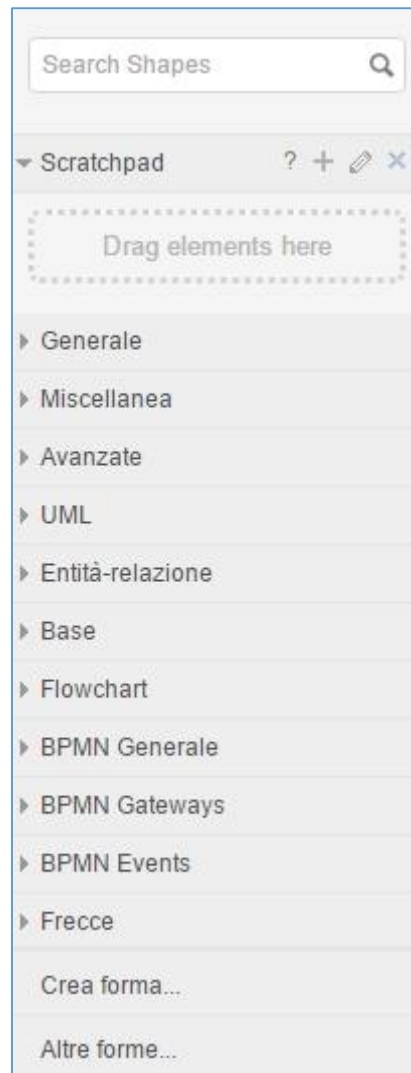 Search Shapes
Scratchpad ?
Drag elements here
Generale
Miscellanea
Avanzate
UML
Entità-relazione
Base
Flowchart
BPMN Generale
BPMN Gateways
BPMN Events
Frecce
Crea forma...
Altre forme...